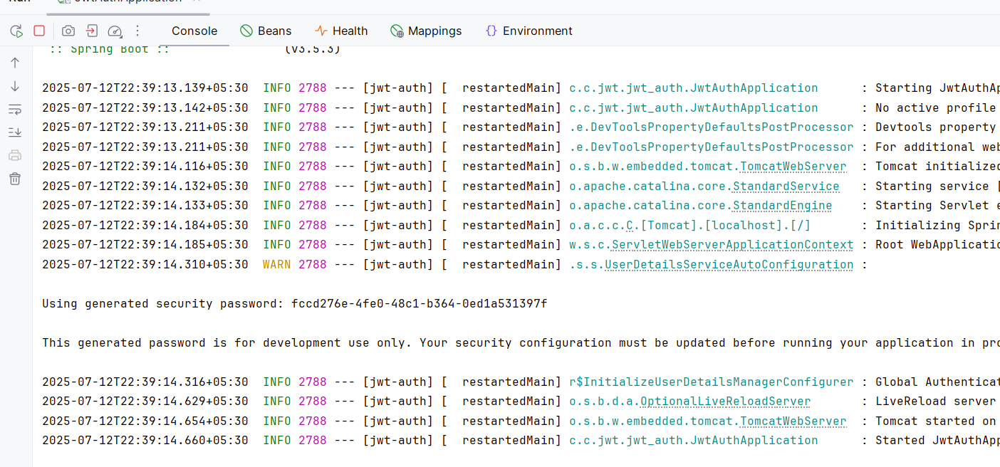 Run JwtAuthApplication
Console Beans Health Mappings Environment
:: Spring Boot :: (v3.5.3)
2025-07-12T22:39:13.139+05:30 INFO 2788 --- [jwt-auth] [ restartedMain] c.c.jwt.jwt_auth.JwtAuthApplication : Starting JwtAuthAp
2025-07-12T22:39:13.142+05:30 INFO 2788 --- [jwt-auth] [ restartedMain] c.c.jwt.jwt_auth.JwtAuthApplication : No active profile
2025-07-12T22:39:13.211+05:30 INFO 2788 --- [jwt-auth] [ restartedMain] .e.DevToolsPropertyDefaultsPostProcessor : Devtools property
2025-07-12T22:39:13.211+05:30 INFO 2788 --- [jwt-auth] [ restartedMain] .e.DevToolsPropertyDefaultsPostProcessor : For additional web
2025-07-12T22:39:14.116+05:30 INFO 2788 --- [jwt-auth] [ restartedMain] o.s.b.w.embedded.tomcat.TomcatWebServer : Tomcat initialized
2025-07-12T22:39:14.132+05:30 INFO 2788 --- [jwt-auth] [ restartedMain] o.apache.catalina.core.StandardService : Starting service [
2025-07-12T22:39:14.133+05:30 INFO 2788 --- [jwt-auth] [ restartedMain] o.apache.catalina.core.StandardEngine : Starting Servlet e
2025-07-12T22:39:14.184+05:30 INFO 2788 --- [jwt-auth] [ restartedMain] o.a.c.c.C.[Tomcat].[localhost].[/] : Initializing Sprin
2025-07-12T22:39:14.185+05:30 INFO 2788 --- [jwt-auth] [ restartedMain] w.s.c.ServletWebServerApplicationContext : Root WebApplicatio
2025-07-12T22:39:14.310+05:30 WARN 2788 --- [jwt-auth] [ restartedMain] .s.s.UserDetailsServiceAutoConfiguration :
Using generated security password: fccd276e-4fe0-48c1-b364-0ed1a531397f
This generated password is for development use only. Your security configuration must be updated before running your application in pro
2025-07-12T22:39:14.316+05:30 INFO 2788 --- [jwt-auth] [ restartedMain] r$InitializeUserDetailsManagerConfigurer : Global Authenticat
2025-07-12T22:39:14.629+05:30 INFO 2788 --- [jwt-auth] [ restartedMain] o.s.b.d.a.OptionalLiveReloadServer : LiveReload server
2025-07-12T22:39:14.654+05:30 INFO 2788 --- [jwt-auth] [ restartedMain] o.s.b.w.embedded.tomcat.TomcatWebServer : Tomcat started on
2025-07-12T22:39:14.660+05:30 INFO 2788 --- [jwt-auth] [ restartedMain] c.c.jwt.jwt_auth.JwtAuthApplication : Started JwtAuthApp